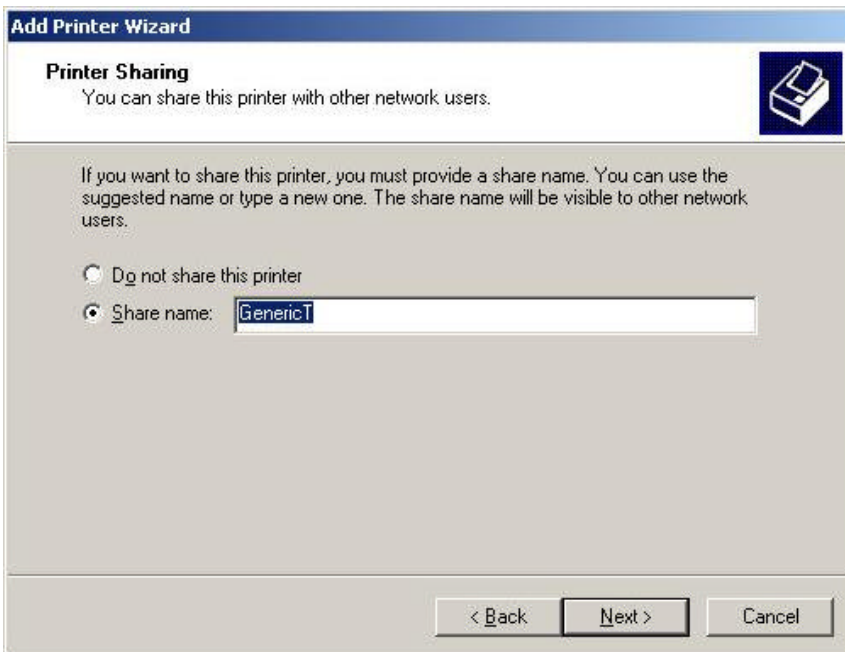 Add Printer Wizard
Printer Sharing
You can share this printer with other network users.
If you want to share this printer, you must provide a share name. You can use the
suggested name or type a new one. The share name will be visible to other network
users.
Do not share this printer
Share name: GenericT
< Back Next > Cancel